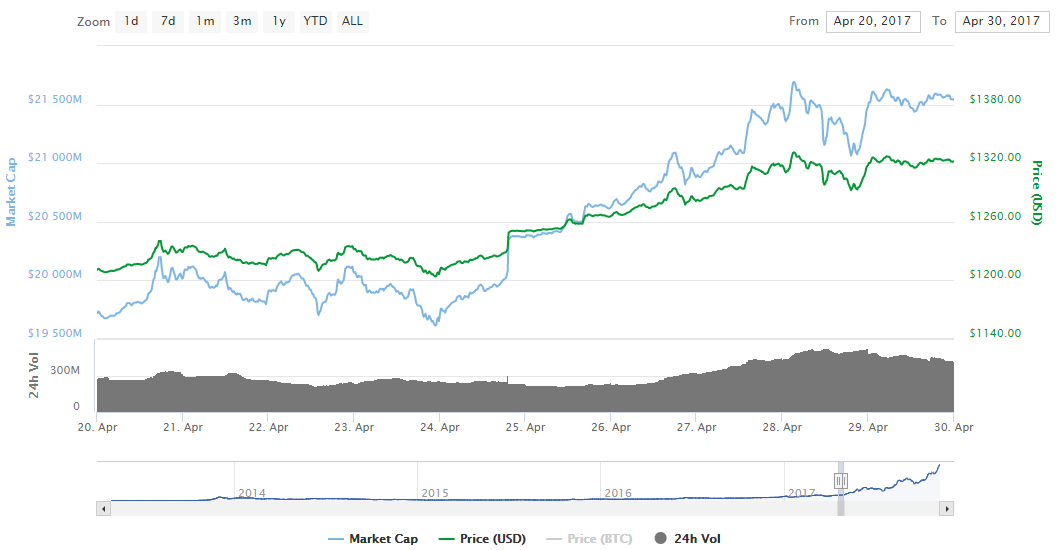 Zoom 1d 7d 1m 3m 1y YTD ALL From Apr 20, 2017 To Apr 30, 2017
$21 500M $1380.00
$21 000M $1320.00
Market Cap
Price (USD)
$20 500M $1260.00
$20 000M $1200.00
$19 500M $1140.00
24h Vol
300M
0
20. Apr 21. Apr 22. Apr 23. Apr 24. Apr 25. Apr 26. Apr 27. Apr 28. Apr 29. Apr 30. Apr
2014 2015 2016 2017
Market Cap Price (USD) Price (BTC) 24h Vol